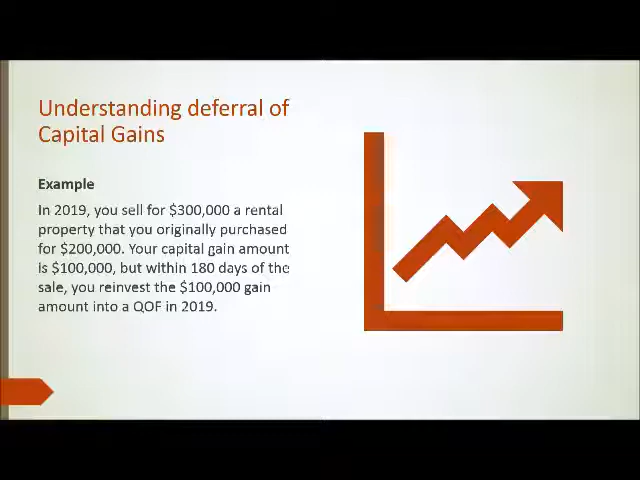 Understanding deferral of
Capital Gains
Example
In 2019, you sell for $300,000 a rental
property that you originally purchased
for $200,000. Your capital gain amount
is $100,000, but within 180 days of the
sale, you reinvest the $100,000 gain
amount into a QOF in 2019.